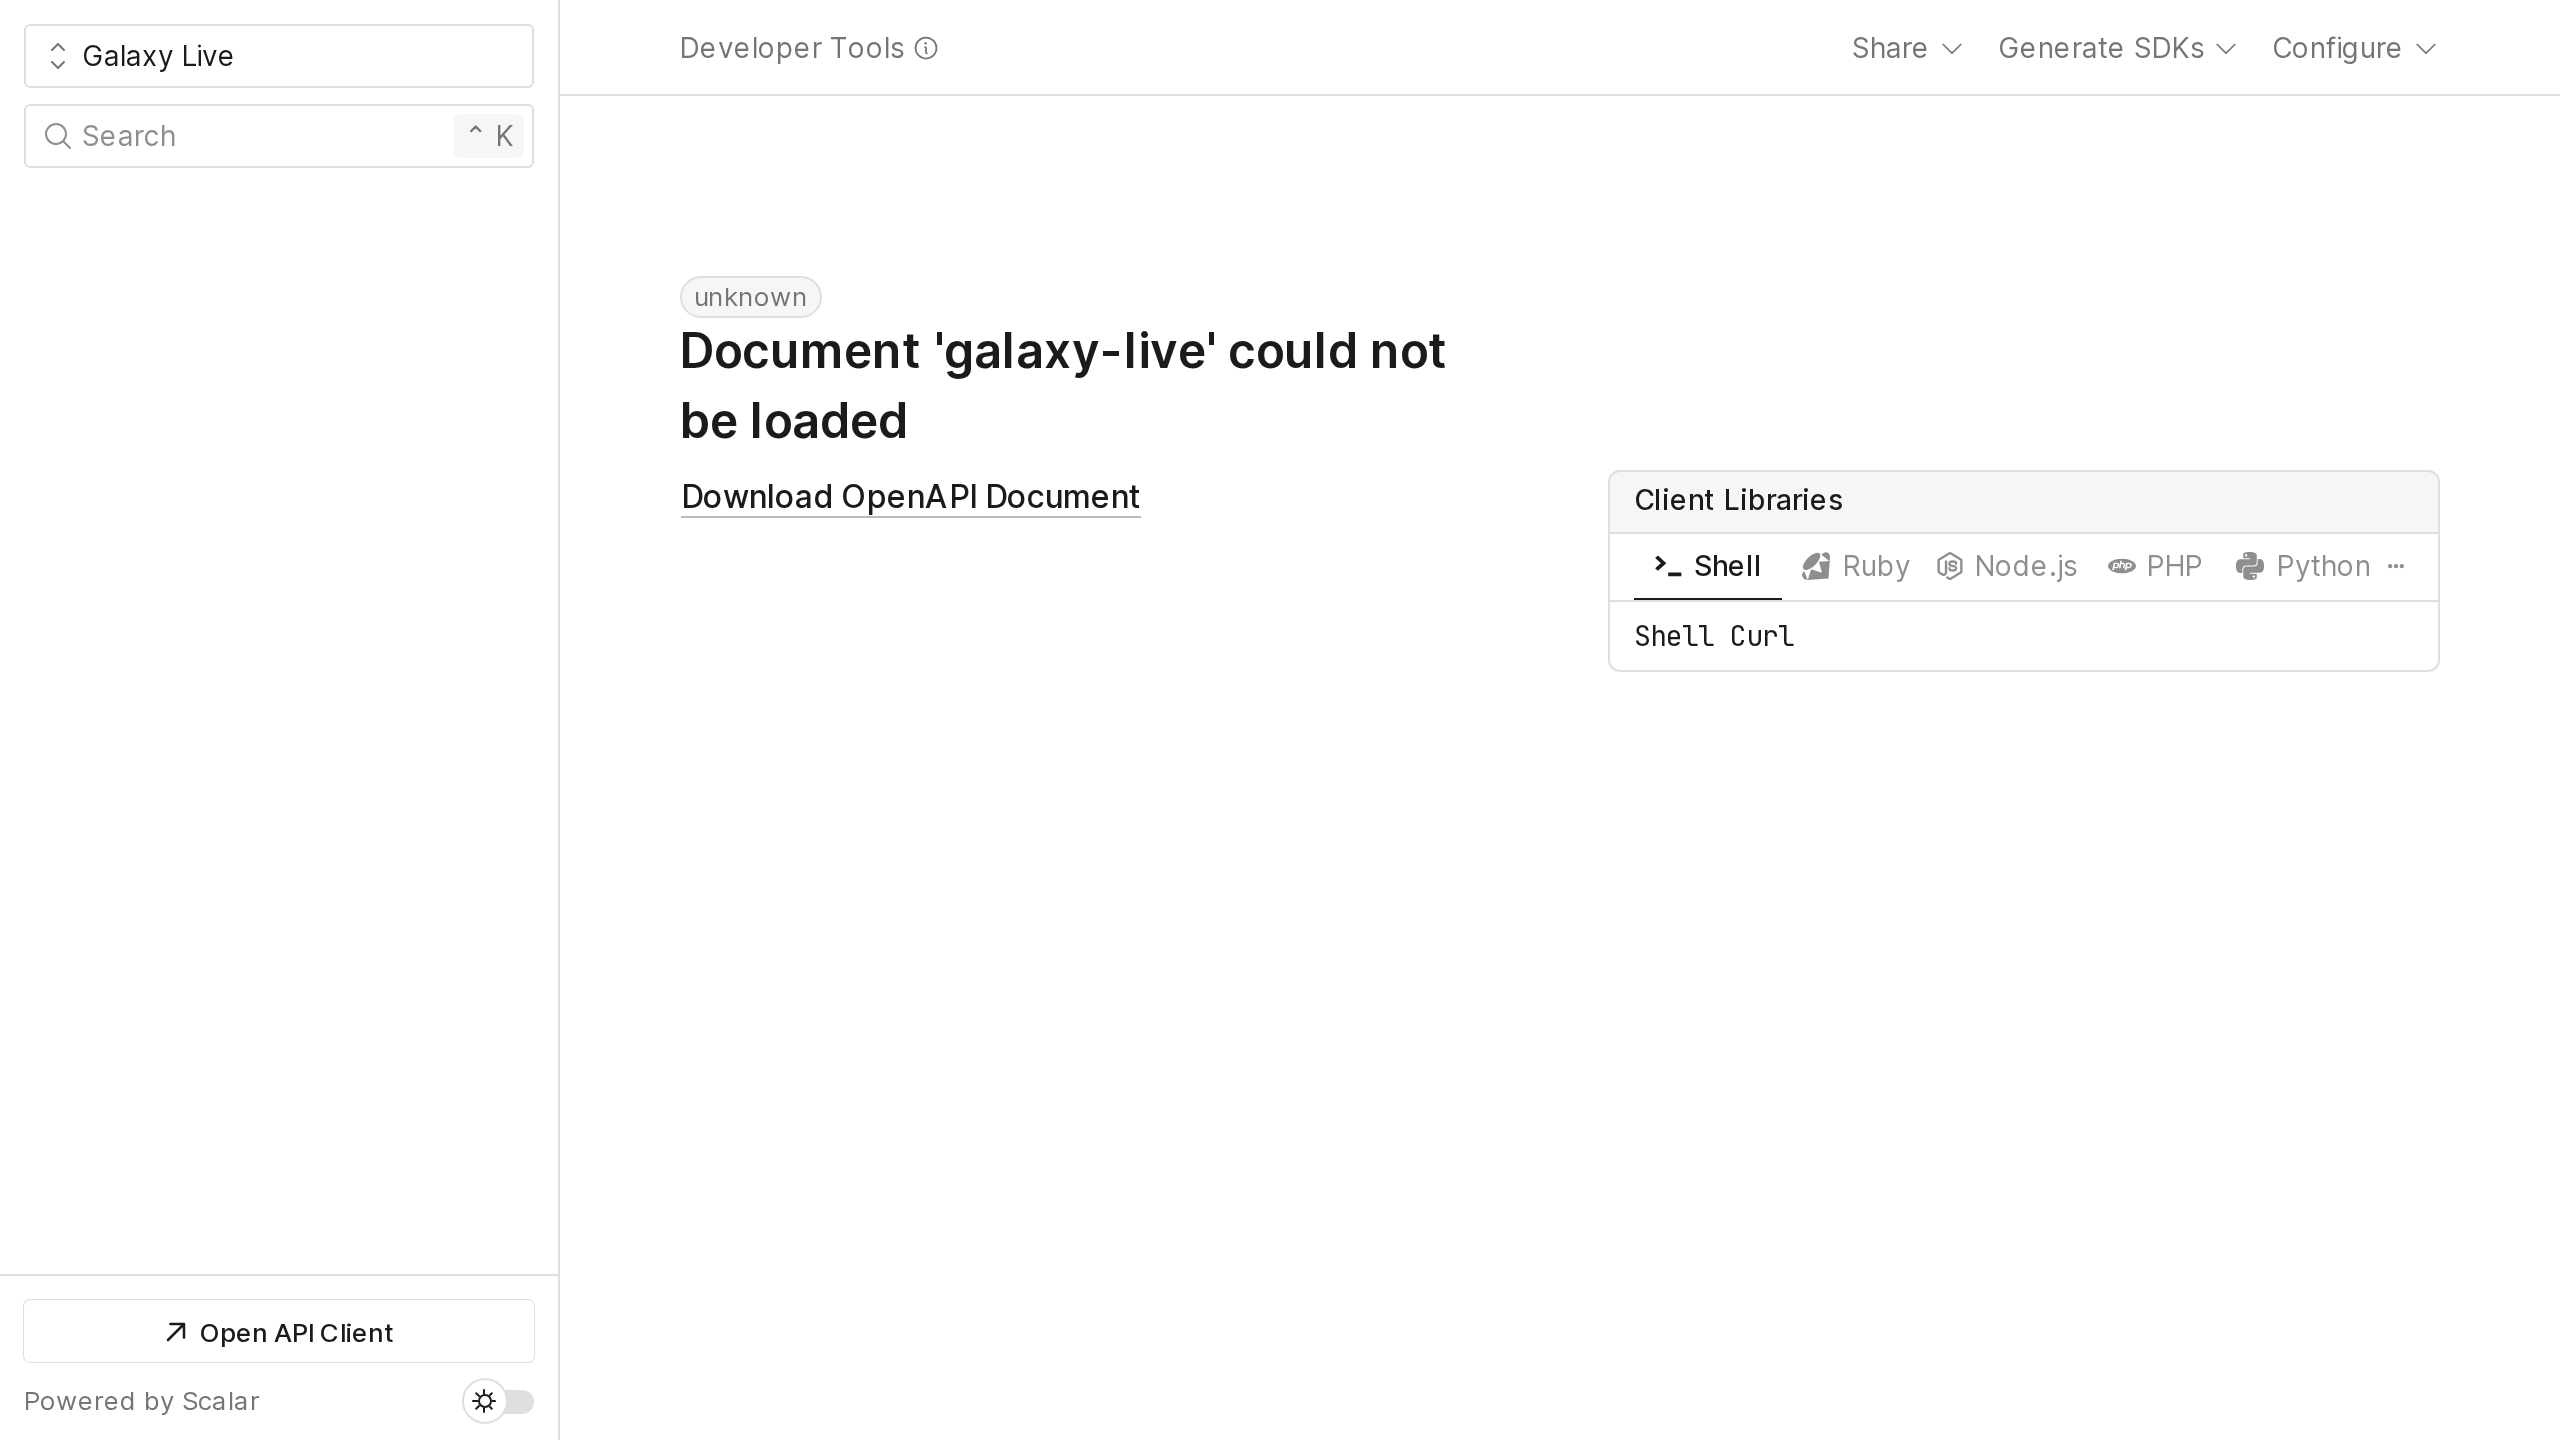 Galaxy Live
Search
⌃ K
Open API Client
Powered by Scalar
Developer Tools
Share
Generate SDKs
Configure
unknown
Document 'galaxy-live' could not
be loaded
Download OpenAPI Document
Client Libraries
Shell
Ruby
Node.js
PHP
Python
Shell Curl